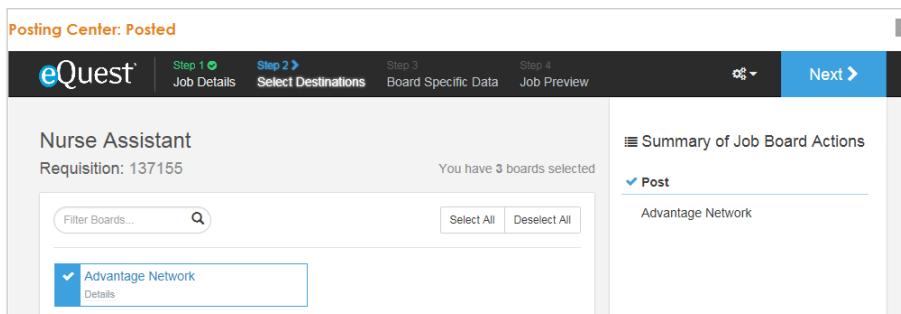 Posting Center: Posted
eQuest
Step 1
Job Details
Step 2
Select Destinations
Step 3
Board Specific Data
Step 4
Job Preview
Next
Nurse Assistant
Requisition: 137155
You have 3 boards selected
Filter Boards...
Select All
Deselect All
Advantage Network
Details
Summary of Job Board Actions
Post
Advantage Network